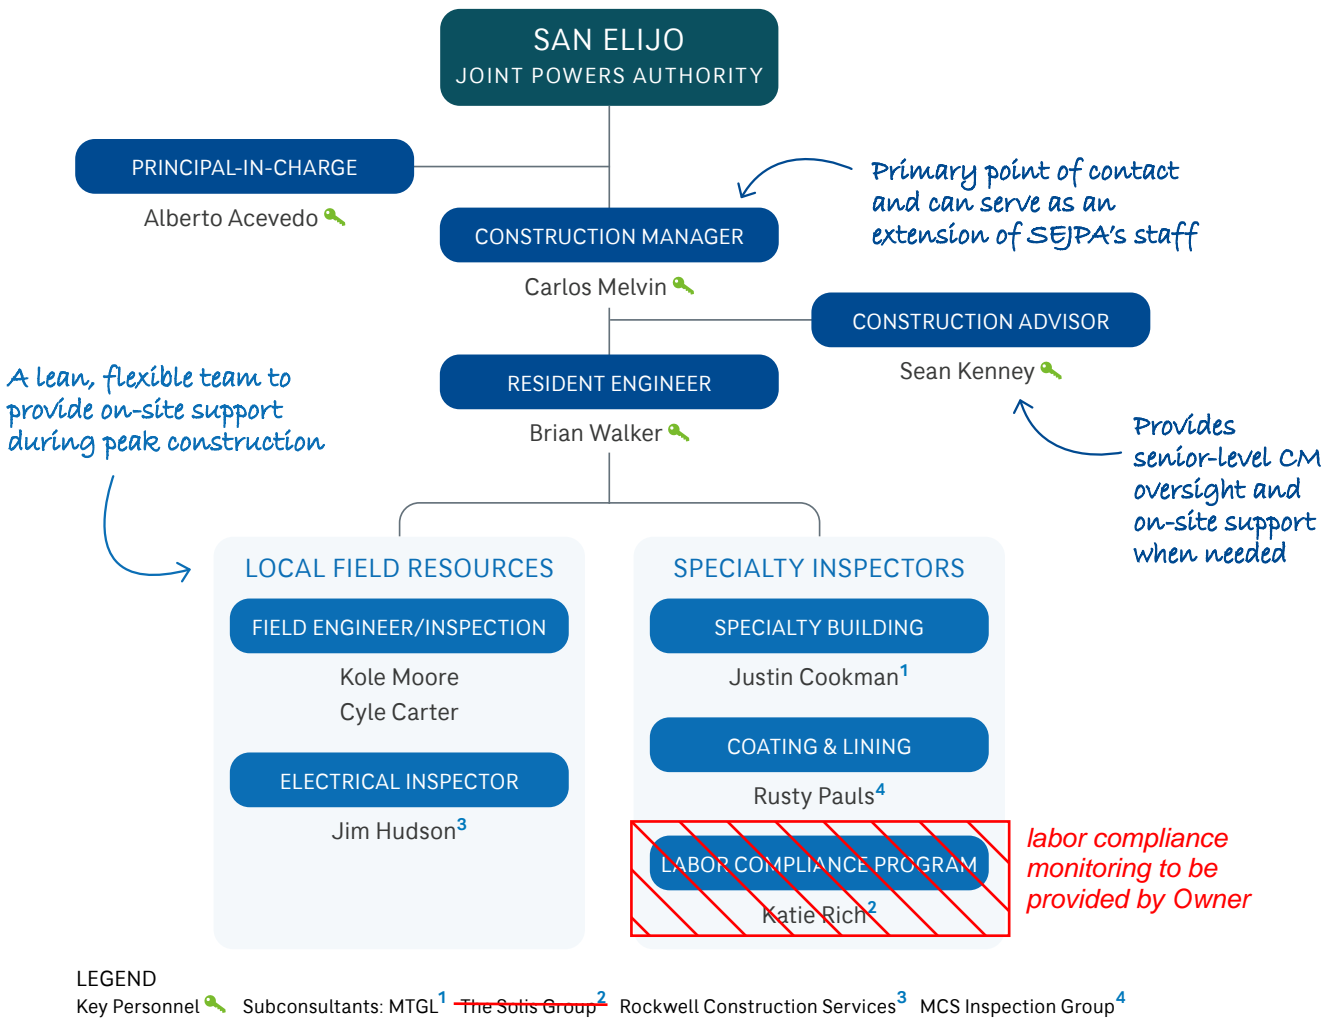 SAN ELIJO
JOINT POWERS AUTHORITY
PRINCIPAL-IN-CHARGE
Alberto Acevedo
Primary point of contact
and can serve as an
extension of SEJPA's staff
CONSTRUCTION MANAGER
Carlos Melvin
CONSTRUCTION ADVISOR
Sean Kenney
RESIDENT ENGINEER
Brian Walker
A lean, flexible team to
provide on-site support
during peak construction
Provides
senior-level CM
oversight and
on-site support
when needed
LOCAL FIELD RESOURCES
FIELD ENGINEER/INSPECTION
Kole Moore
Cyle Carter
ELECTRICAL INSPECTOR
Jim Hudson3
SPECIALTY INSPECTORS
SPECIALTY BUILDING
Justin Cookman1
COATING & LINING
Rusty Pauls4
LABOR COMPLIANCE PROGRAM
Katie Rich2
labor compliance
monitoring to be
provided by Owner
LEGEND
Key Personnel Subconsultants: MTGL1 The Solis Group2 Rockwell Construction Services3 MCS Inspection Group4